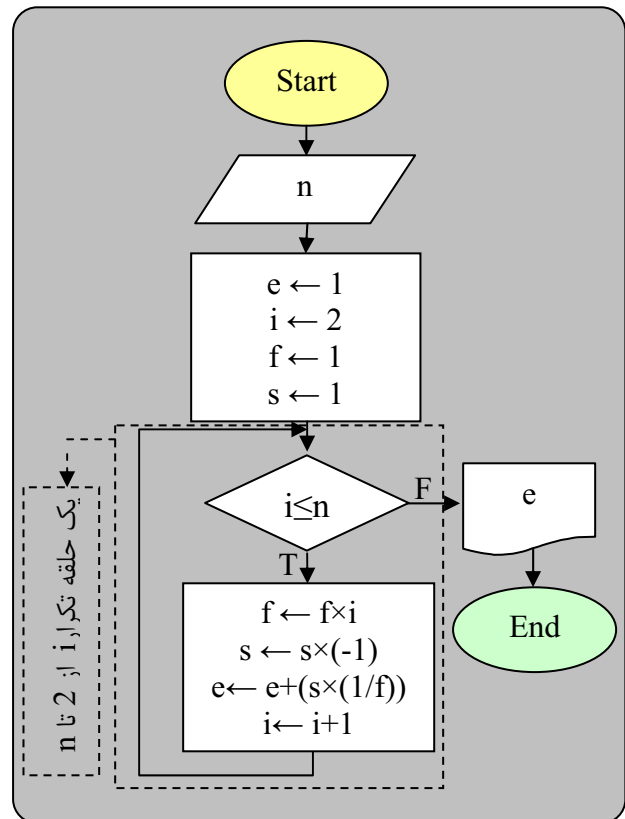 Start
n
e ← 1
i ← 2
f ← 1
s ← 1
i≤n
F
e
T
End
f ← f×i
s ← s×(-1)
e← e+(s×(1/f))
i← i+1
یک حلقه تکرار i از 2 تا n